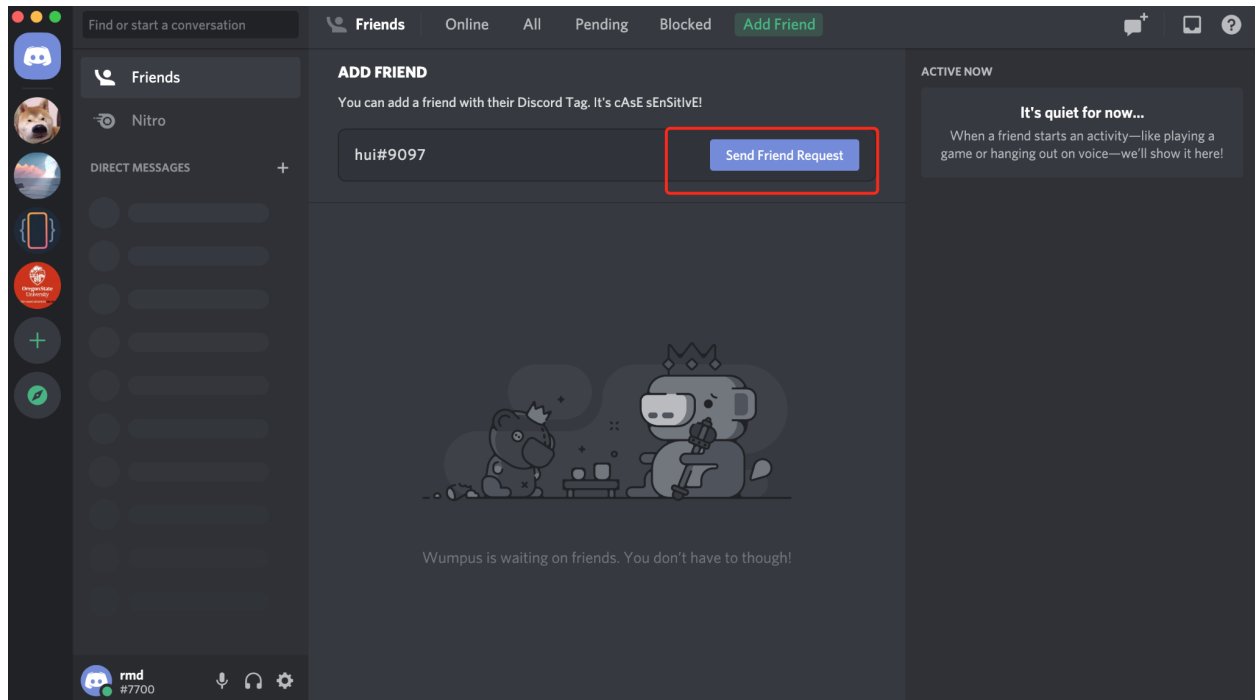 Find or start a conversation
Friends
Online
All
Pending
Blocked
Add Friend
Friends
Nitro
DIRECT MESSAGES
ADD FRIEND
You can add a friend with their Discord Tag. It's cAsE sEnSitIvE!
hui#9097
Send Friend Request
Wumpus is waiting on friends. You don't have to though!
ACTIVE NOW
It's quiet for now...
When a friend starts an activity—like playing a
game or hanging out on voice—we'll show it here!
Oregon State
University
rmd
#7700